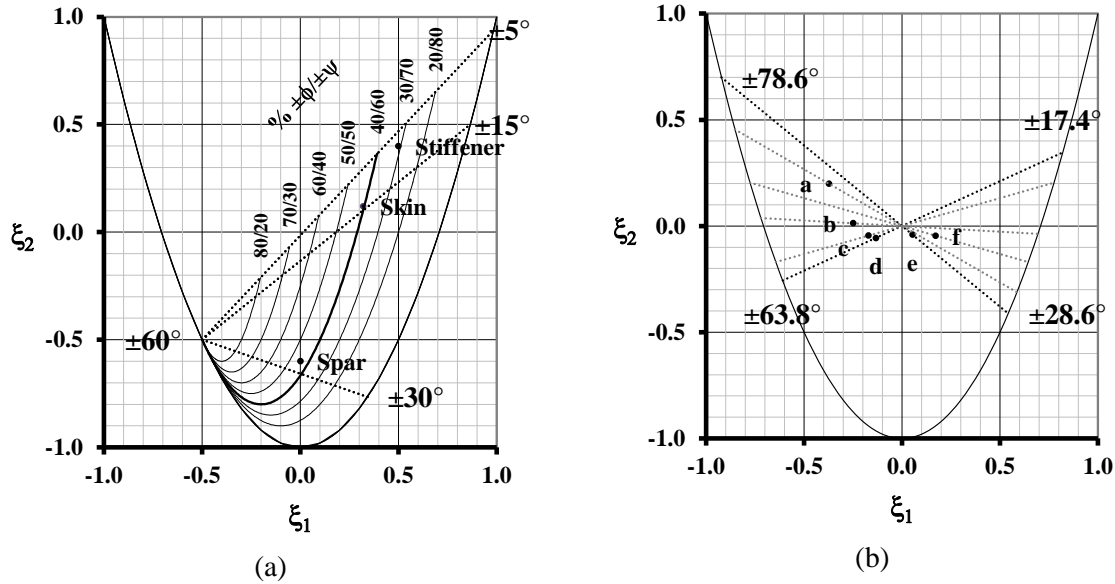 1.0
±5°
0.5
±15°
0.0
-0.5
-1.0
-1.0
-0.5
0.0
0.5
1.0
ξ2
ξ1
% ±ϕ/±ψ
80/20
70/30
60/40
50/50
40/60
30/70
20/80
Stiffener
Skin
±60°
Spar
±30°
(a)
1.0
±78.6°
0.5
±17.4°
0.0
-0.5
-1.0
-1.0
-0.5
0.0
0.5
1.0
ξ2
ξ1
a
b
c
d
e
f
±63.8°
±28.6°
(b)